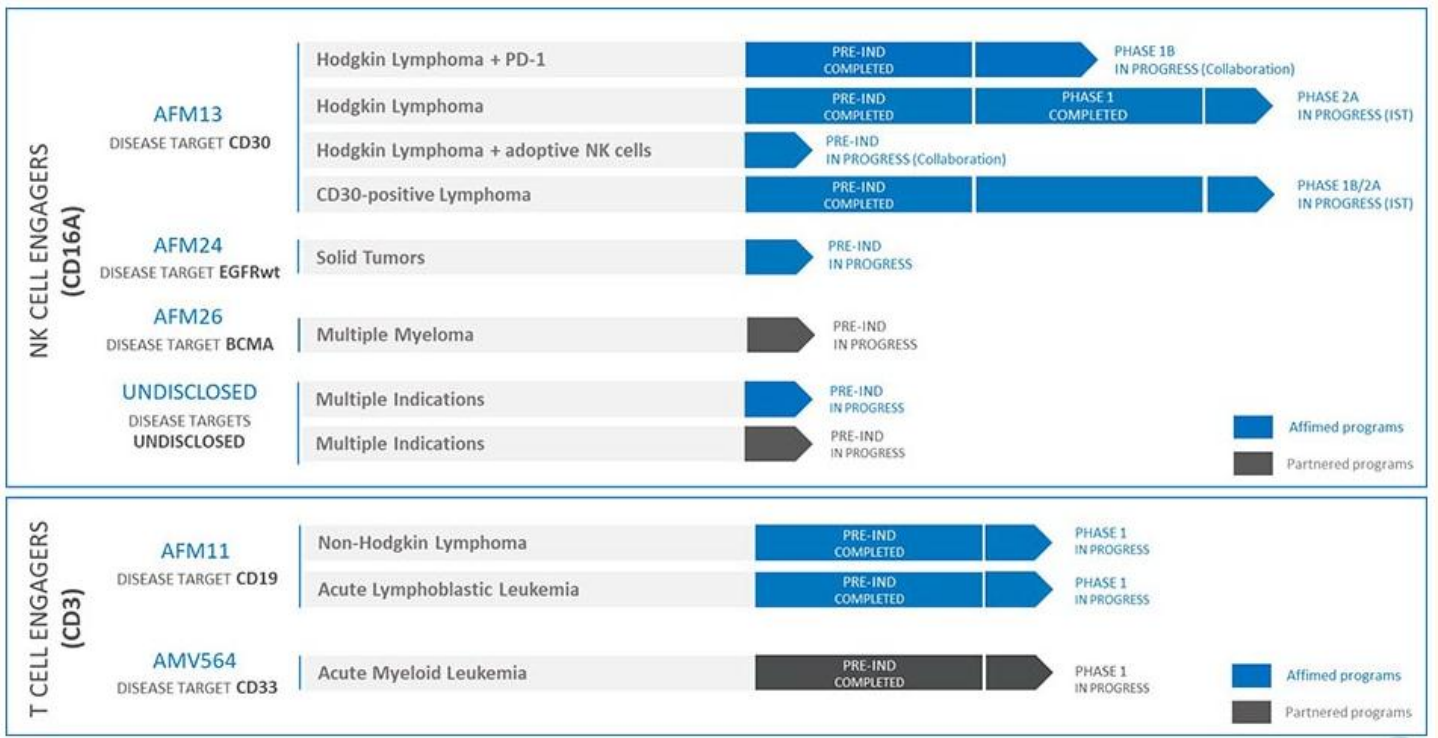 NK CELL ENGAGERS
(CD16A)
AFM13
DISEASE TARGET CD30
Hodgkin Lymphoma + PD-1
PRE-IND
COMPLETED
PHASE 1B
IN PROGRESS (Collaboration)
Hodgkin Lymphoma
PRE-IND
COMPLETED
PHASE 1
COMPLETED
PHASE 2A
IN PROGRESS (IST)
Hodgkin Lymphoma + adoptive NK cells
PRE-IND
IN PROGRESS (Collaboration)
CD30-positive Lymphoma
PRE-IND
COMPLETED
PHASE 1B/2A
IN PROGRESS (IST)
AFM24
DISEASE TARGET EGFRwt
Solid Tumors
PRE-IND
IN PROGRESS
AFM26
DISEASE TARGET BCMA
Multiple Myeloma
PRE-IND
IN PROGRESS
UNDISCLOSED
DISEASE TARGETS
UNDISCLOSED
Multiple Indications
PRE-IND
IN PROGRESS
Multiple Indications
PRE-IND
IN PROGRESS
Affimed programs
Partnered programs
T CELL ENGAGERS
(CD3)
AFM11
DISEASE TARGET CD19
Non-Hodgkin Lymphoma
PRE-IND
COMPLETED
PHASE 1
IN PROGRESS
Acute Lymphoblastic Leukemia
PRE-IND
COMPLETED
PHASE 1
IN PROGRESS
AMV564
DISEASE TARGET CD33
Acute Myeloid Leukemia
PRE-IND
COMPLETED
PHASE 1
IN PROGRESS
Affimed programs
Partnered programs